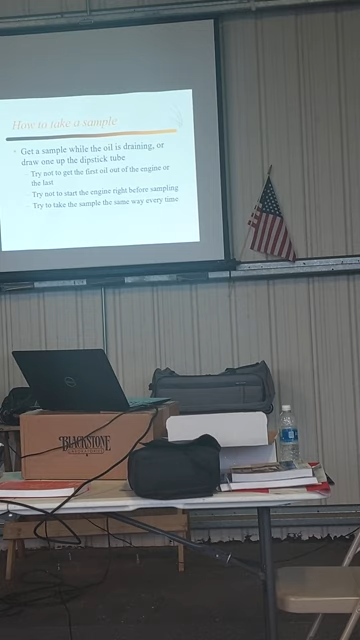 How to take a sample
Get a sample while the oil is draining, or
draw one up the dipstick tube
Try not to get the first oil out of the engine or
the last
Try not to start the engine right before sampling
Try to take the sample the same way every time
BLACKSTONE